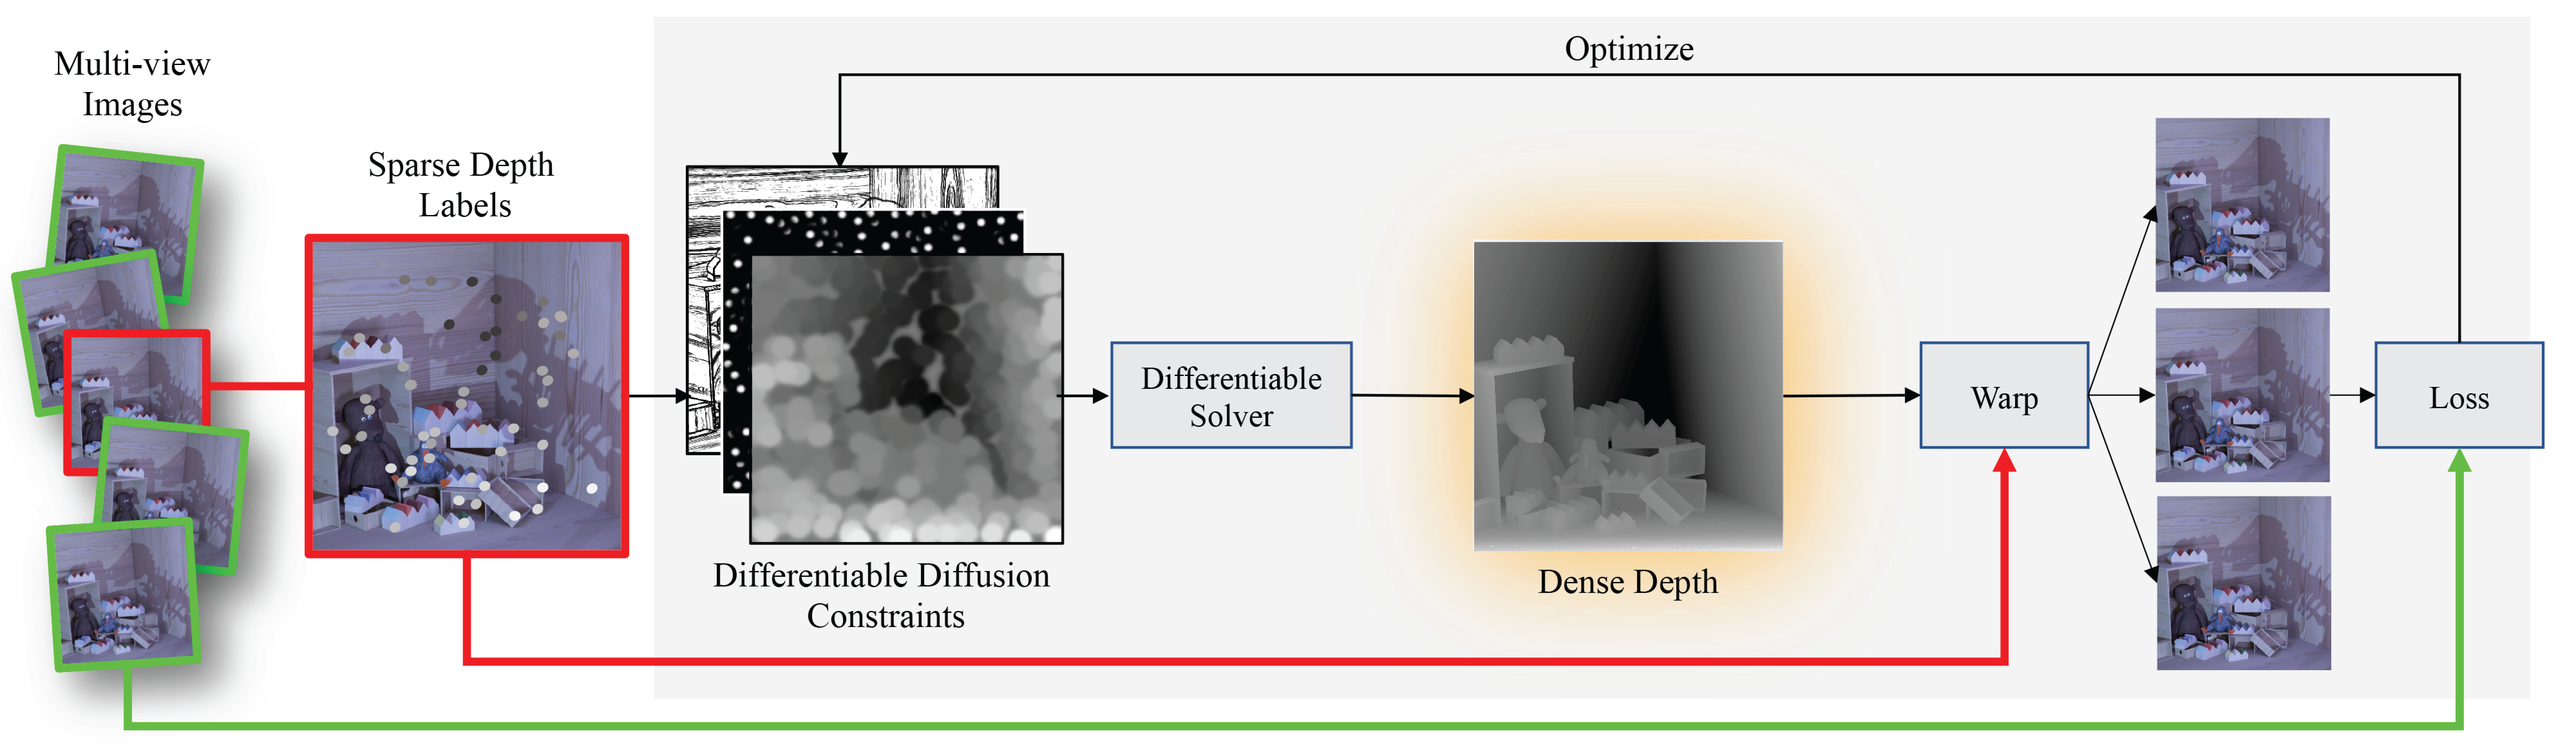 Multi-view
Images
Sparse Depth
Labels
Optimize
Differentiable Diffusion
Constraints
Differentiable
Solver
Dense Depth
Warp
Loss